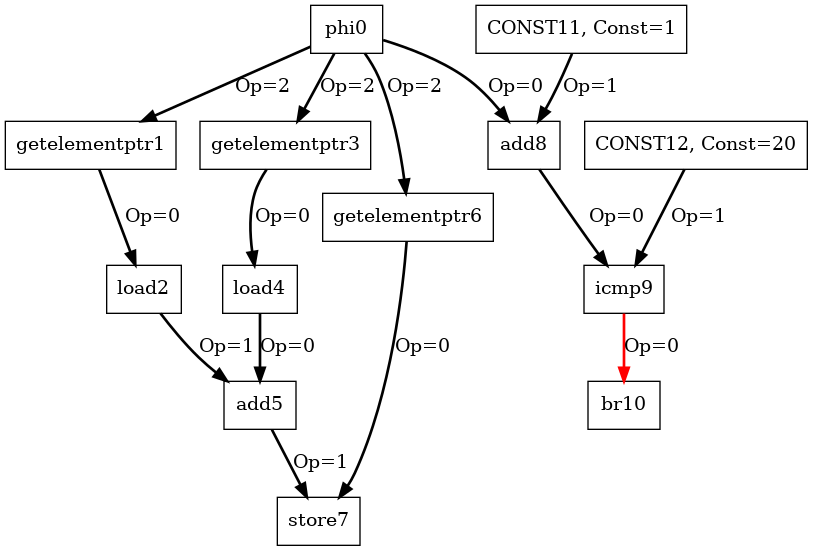 phi0
CONST11, Const=1
Op=2
Op=2
Op=2
Op=0
Op=1
getelementptr1
getelementptr3
add8
CONST12, Const=20
Op=0
Op=0
getelementptr6
Op=0
Op=1
load2
load4
icmp9
Op=1
Op=0
Op=0
Op=0
add5
br10
Op=1
store7